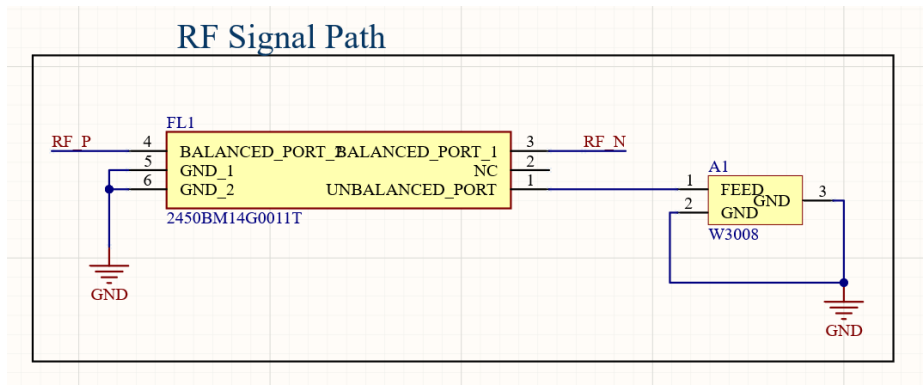 RF Signal Path
FL1
RF_P 4 BALANCED_PORT_2 BALANCED_PORT_1 3 RF_N
5 GND_1 NC 2
6 GND_2 UNBALANCED_PORT 1
2450BM14G0011T
A1
1 FEED
GND 3
2 GND
W3008
GND
GND